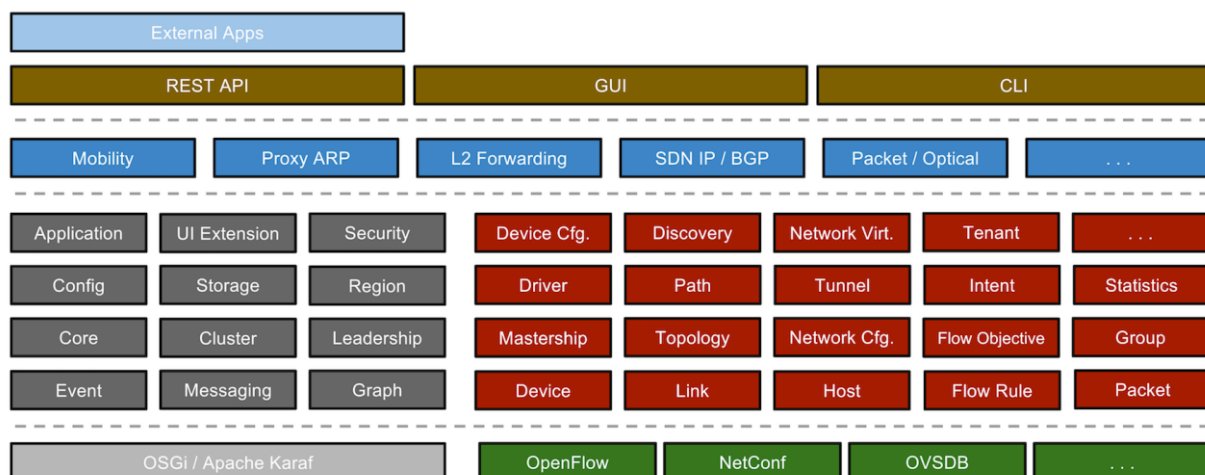 External Apps
REST API GUI CLI
Mobility Proxy ARP L2 Forwarding SDN IP / BGP Packet / Optical . . .
Application UI Extension Security Device Cfg. Discovery Network Virt. Tenant . . .
Config Storage Region Driver Path Tunnel Intent Statistics
Core Cluster Leadership Mastership Topology Network Cfg. Flow Objective Group
Event Messaging Graph Device Link Host Flow Rule Packet
OSGi / Apache Karaf OpenFlow NetConf OVSDB . . .